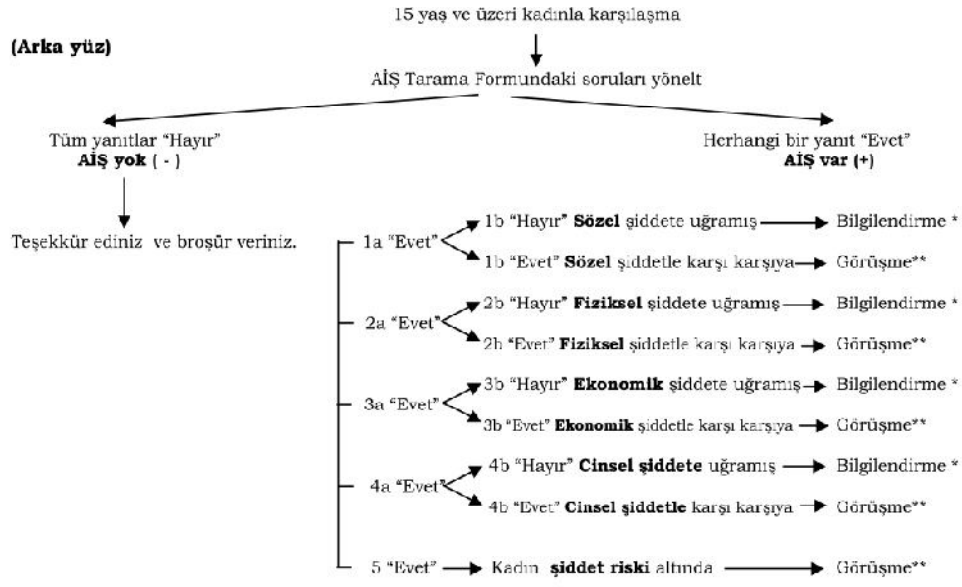 15 yaş ve üzeri kadınla karşılaşma
(Arka yüz)
AİŞ Tarama Formundaki soruları yönelt
Tüm yanıtlar “Hayır”
AİŞ yok ( - )
Herhangi bir yanıt “Evet”
AİŞ var (+)
Teşekkür ediniz ve broşür veriniz.
1a “Evet”
1b “Hayır” Sözel şiddete uğramış
Bilgilendirme *
1b “Evet” Sözel şiddetle karşı karşıya
Görüşme**
2a “Evet”
2b “Hayır” Fiziksel şiddete uğramış
Bilgilendirme *
2b “Evet” Fiziksel şiddetle karşı karşıya
Görüşme**
3a “Evet”
3b “Hayır” Ekonomik şiddete uğramış
Bilgilendirme *
3b “Evet” Ekonomik şiddetle karşı karşıya
Görüşme**
4a “Evet”
4b “Hayır” Cinsel şiddete uğramış
Bilgilendirme *
4b “Evet” Cinsel şiddetle karşı karşıya
Görüşme**
5 “Evet”
Kadın şiddet riski altında
Görüşme**